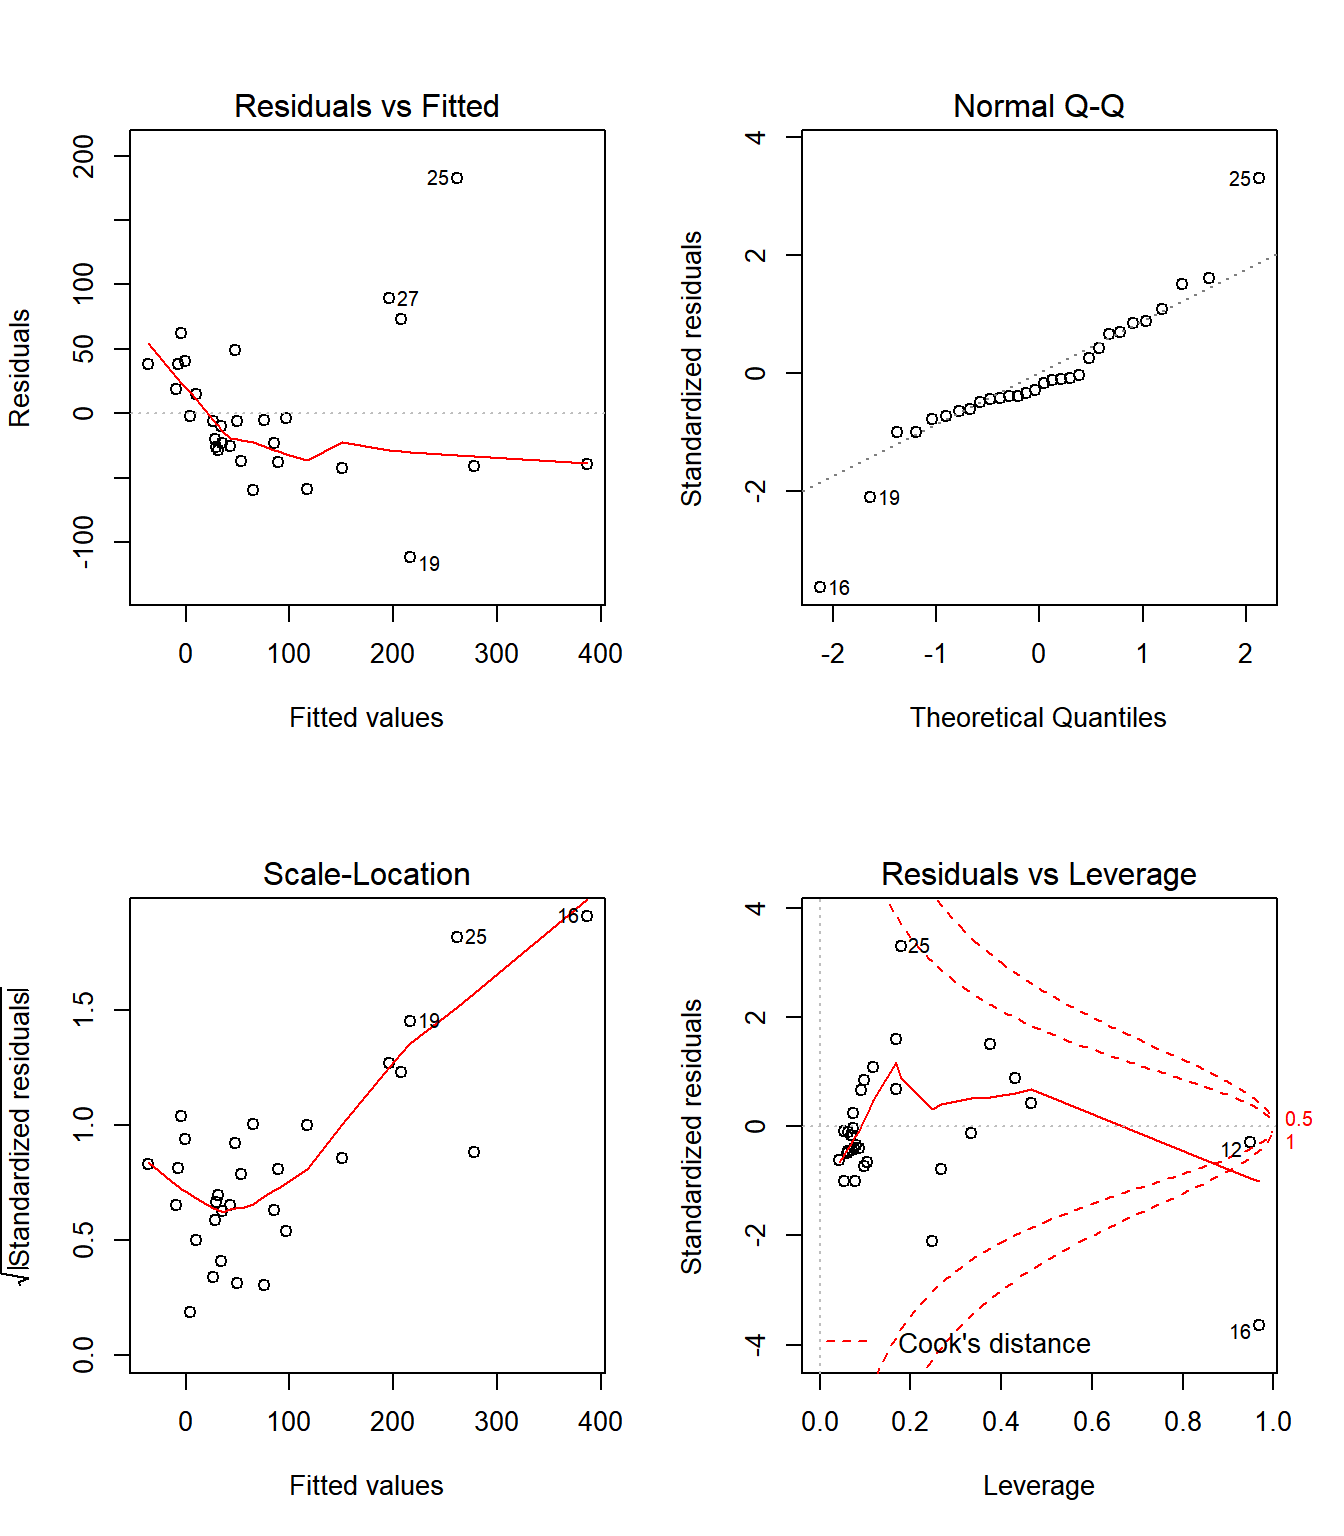 Residuals vs Fitted
Residuals
200
100
50
0
-100
25
27
19
0 100 200 300 400
Fitted values
Normal Q-Q
Standardized residuals
4
2
0
-2
25
19
16
-2 -1 0 1 2
Theoretical Quantiles
Scale-Location
√|Standardized residuals|
1.5
1.0
0.5
0.0
16
25
19
0 100 200 300 400
Fitted values
Residuals vs Leverage
Standardized residuals
4
2
0
-2
-4
25
12
16
0.5
1
Cook's distance
0.0 0.2 0.4 0.6 0.8 1.0
Leverage